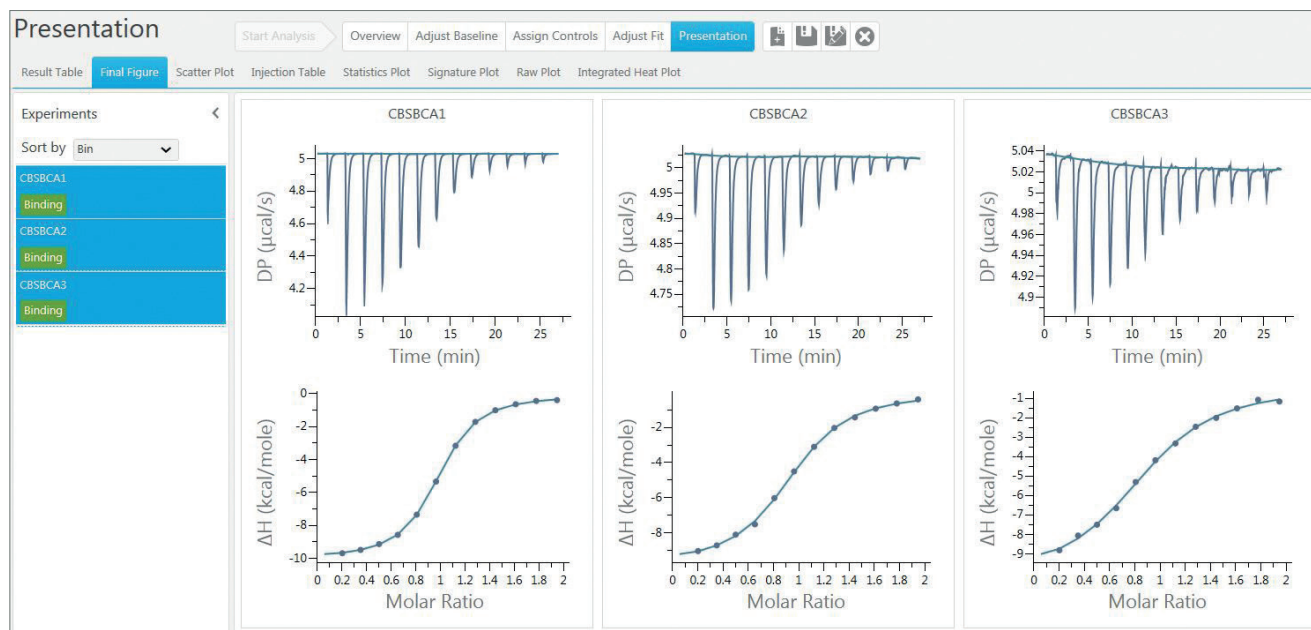 Presentation
Start Analysis Overview Adjust Baseline Assign Controls Adjust Fit Presentation
Result Table Final Figure Scatter Plot Injection Table Statistics Plot Signature Plot Raw Plot Integrated Heat Plot
Experiments
Sort by Bin
CBSBCA1
Binding
CBSBCA2
Binding
CBSBCA3
Binding
CBSBCA1
DP (µcal/s)
5
4.8
4.6
4.4
4.2
0 5 10 15 20 25
Time (min)
ΔH (kcal/mole)
0
-2
-4
-6
-8
-10
0 0.2 0.4 0.6 0.8 1 1.2 1.4 1.6 1.8 2
Molar Ratio
CBSBCA2
DP (µcal/s)
5
4.95
4.9
4.85
4.8
4.75
0 5 10 15 20 25
Time (min)
ΔH (kcal/mole)
0
-2
-4
-6
-8
0 0.2 0.4 0.6 0.8 1 1.2 1.4 1.6 1.8 2
Molar Ratio
CBSBCA3
DP (µcal/s)
5.04
5.02
5
4.98
4.96
4.94
4.92
4.9
0 5 10 15 20 25
Time (min)
ΔH (kcal/mole)
-1
-2
-3
-4
-5
-6
-7
-8
-9
0 0.2 0.4 0.6 0.8 1 1.2 1.4 1.6 1.8 2
Molar Ratio